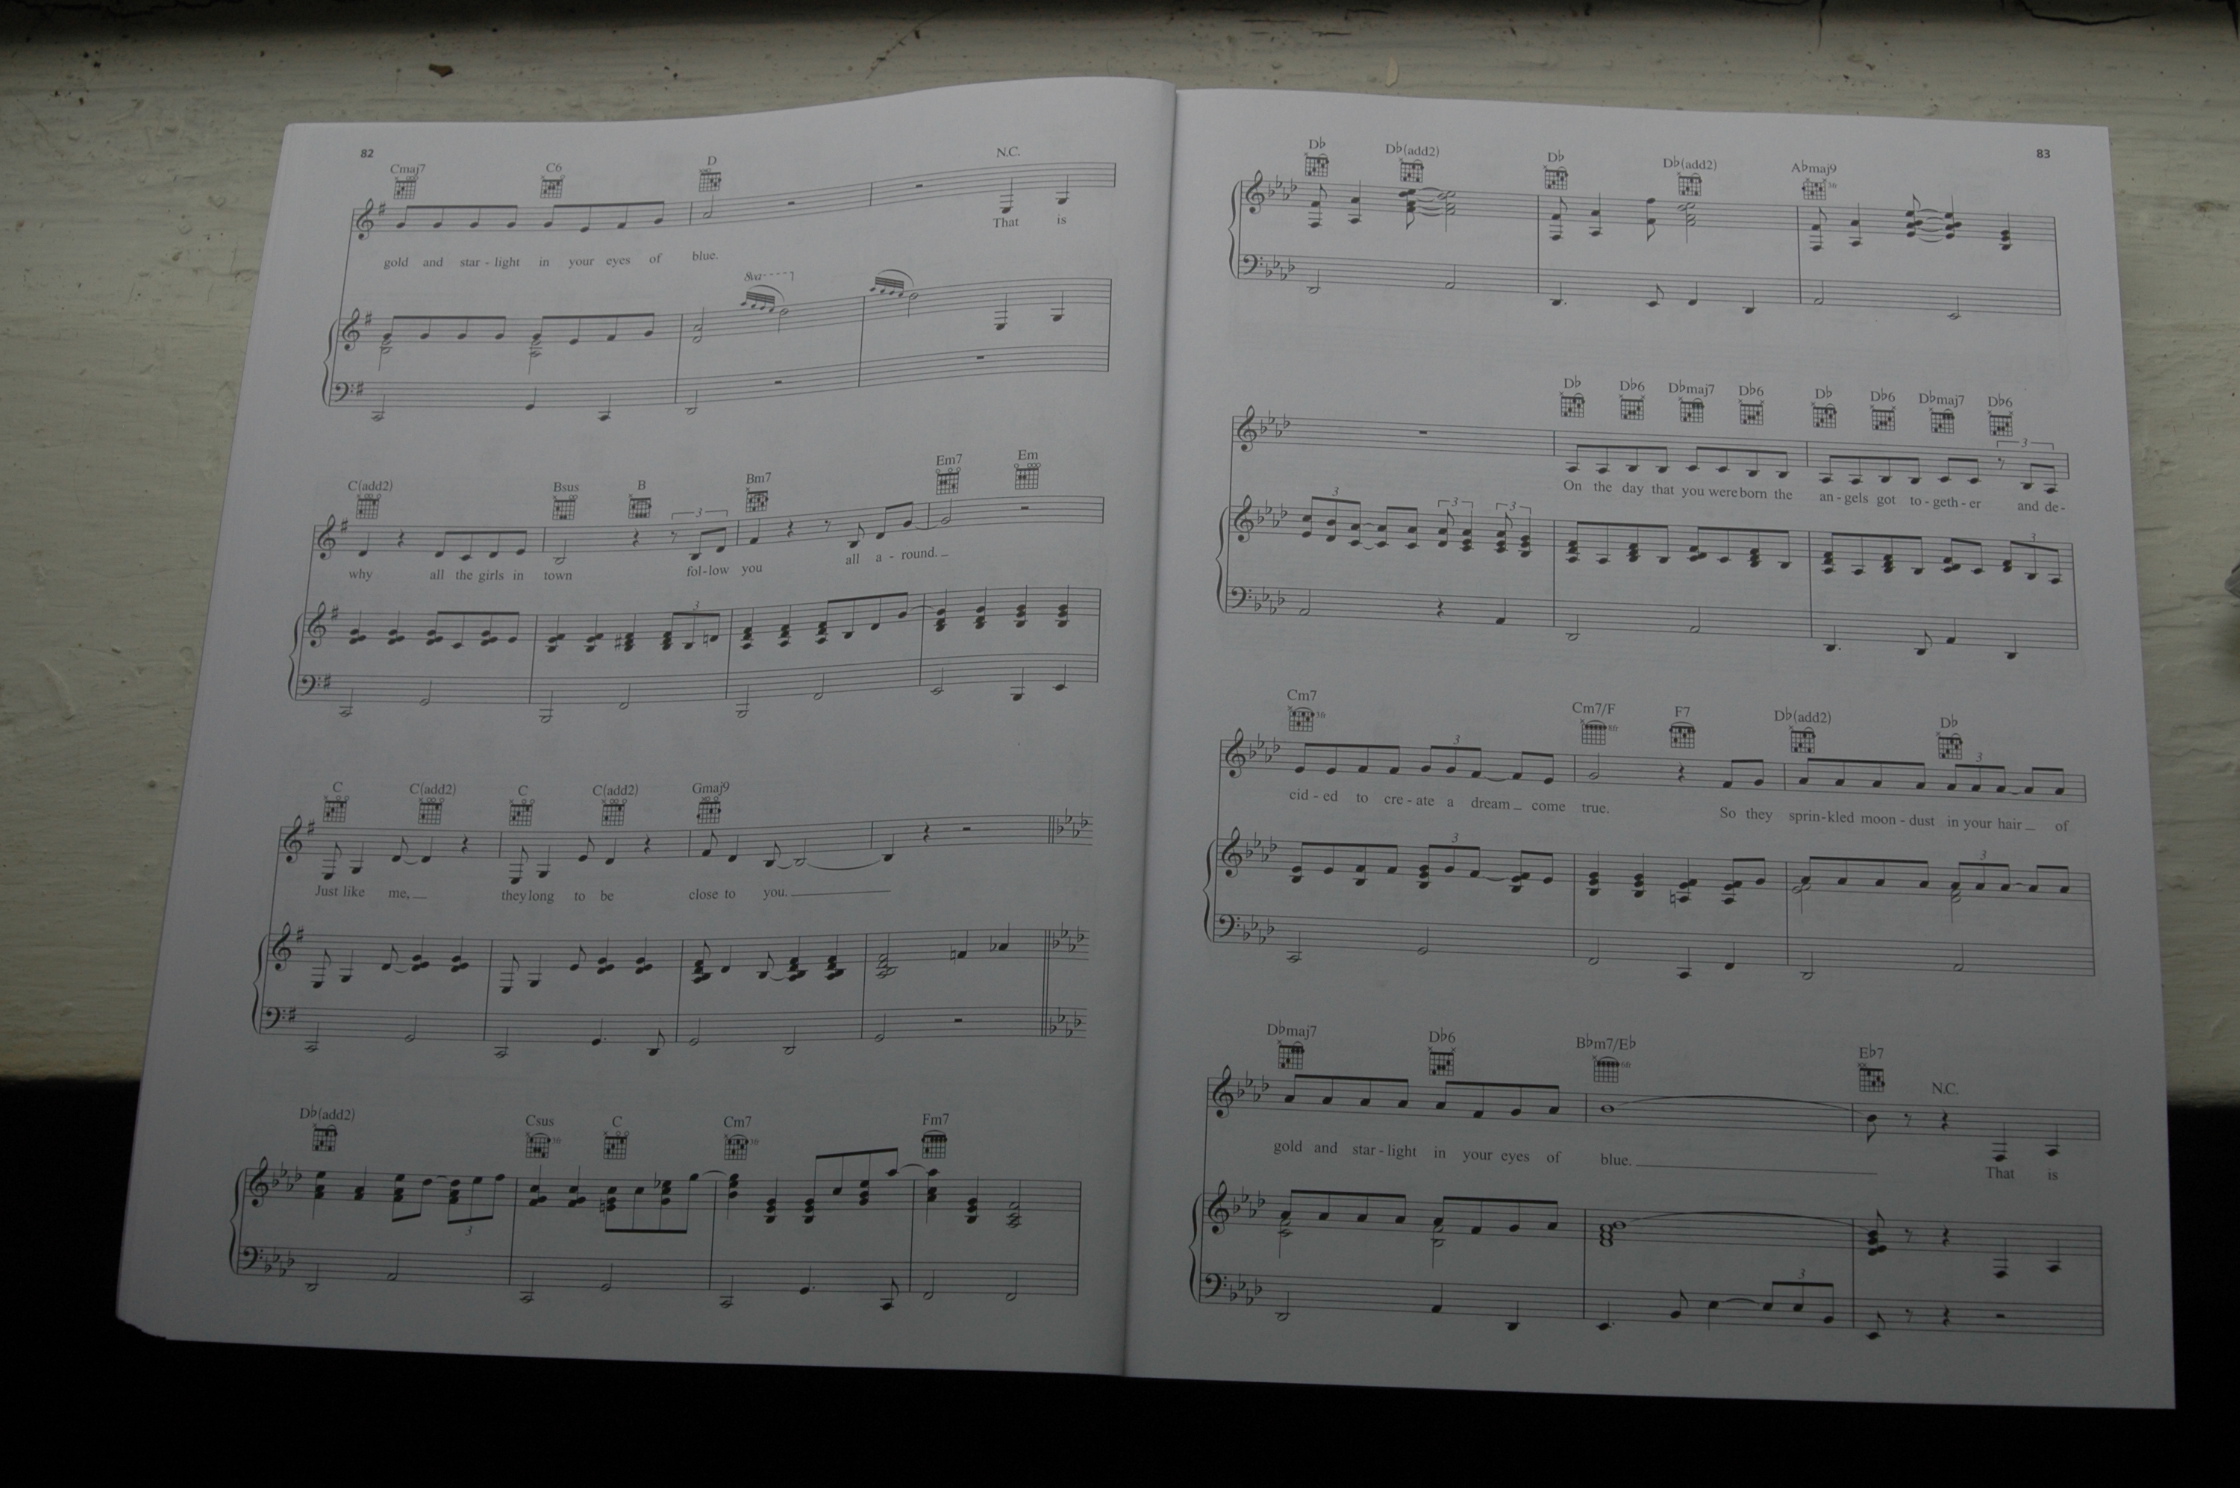 82
Cmaj7 C6 D N.C.
gold and star - light in your eyes of blue. That is
8va
C(add2) Bsus B Bm7 Em7 Em
3
why all the girls in town fol - low you all a - round.
3
C C(add2) C C(add2) Gmaj9
Just like me, they long to be close to you.
D♭(add2) Csus C Cm7 Fm7
3
83
D♭ D♭(add2) D♭ D♭(add2) A♭maj9
D♭ D♭6 D♭maj7 D♭6 D♭ D♭6 D♭maj7 D♭6
3
On the day that you were born the an - gels got to - geth - er and de -
3 3 3 3
Cm7 Cm7/F F7 D♭(add2) D♭
3 3
cid - ed to cre - ate a dream come true. So they sprin - kled moon - dust in your hair of
3 3
D♭maj7 D♭6 B♭m7/E♭ E♭7 N.C.
gold and star - light in your eyes of blue. That is
3